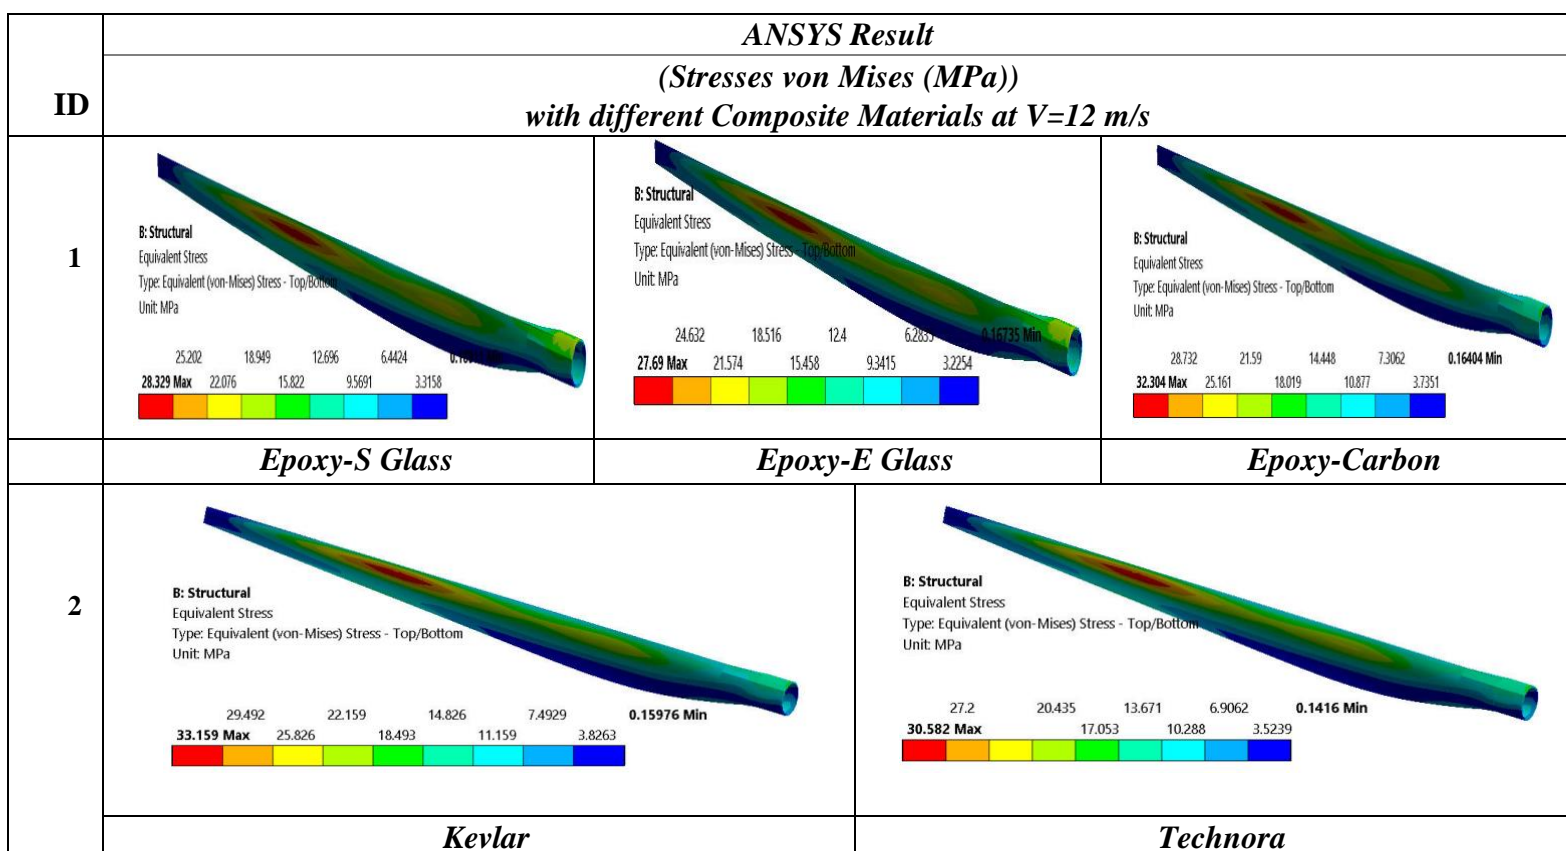 ANSYS Result
ID
(Stresses von Mises (MPa))
with different Composite Materials at V=12 m/s
1
B: Structural
Equivalent Stress
Type: Equivalent (von-Mises) Stress - Top/Bottom
Unit: MPa
25.202 18.949 12.696 6.4424
28.329 Max 22.076 15.822 9.5691 3.3158
B: Structural
Equivalent Stress
Type: Equivalent (von-Mises) Stress - Top/Bottom
Unit: MPa
24.632 18.516 12.4 6.2835 0.16735 Min
27.69 Max 21.574 15.458 9.3415 3.2254
B: Structural
Equivalent Stress
Type: Equivalent (von-Mises) Stress - Top/Bottom
Unit: MPa
28.732 21.59 14.448 7.3062 0.16404 Min
32.304 Max 25.161 18.019 10.877 3.7351
Epoxy-S Glass
Epoxy-E Glass
Epoxy-Carbon
2
B: Structural
Equivalent Stress
Type: Equivalent (von-Mises) Stress - Top/Bottom
Unit: MPa
29.492 22.159 14.826 7.4929 0.15976 Min
33.159 Max 25.826 18.493 11.159 3.8263
B: Structural
Equivalent Stress
Type: Equivalent (von-Mises) Stress - Top/Bottom
Unit: MPa
27.2 20.435 13.671 6.9062 0.1416 Min
30.582 Max 17.053 10.288 3.5239
Kevlar
Technora